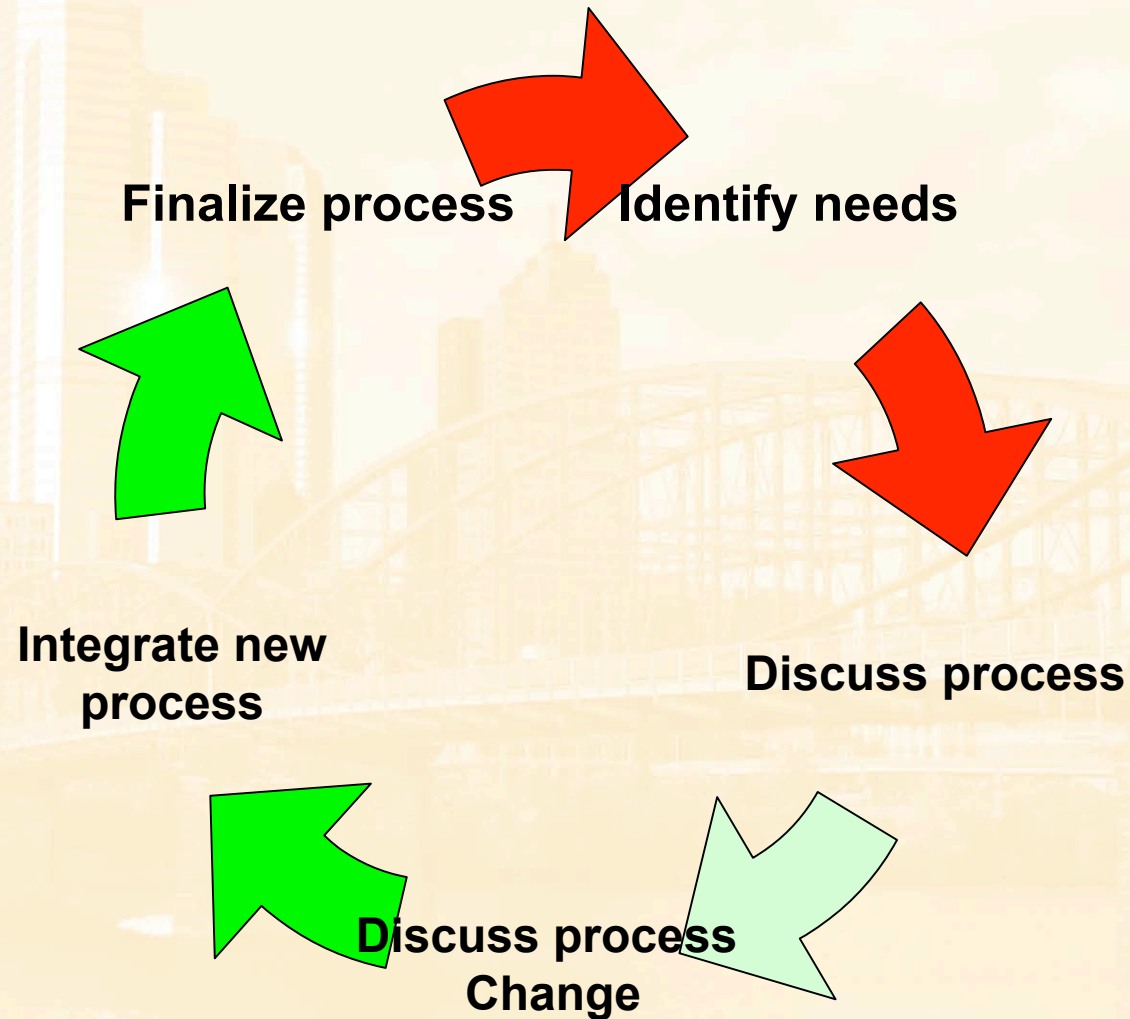 Finalize process
Identify needs
Integrate new
process
Discuss process
Discuss process
Change